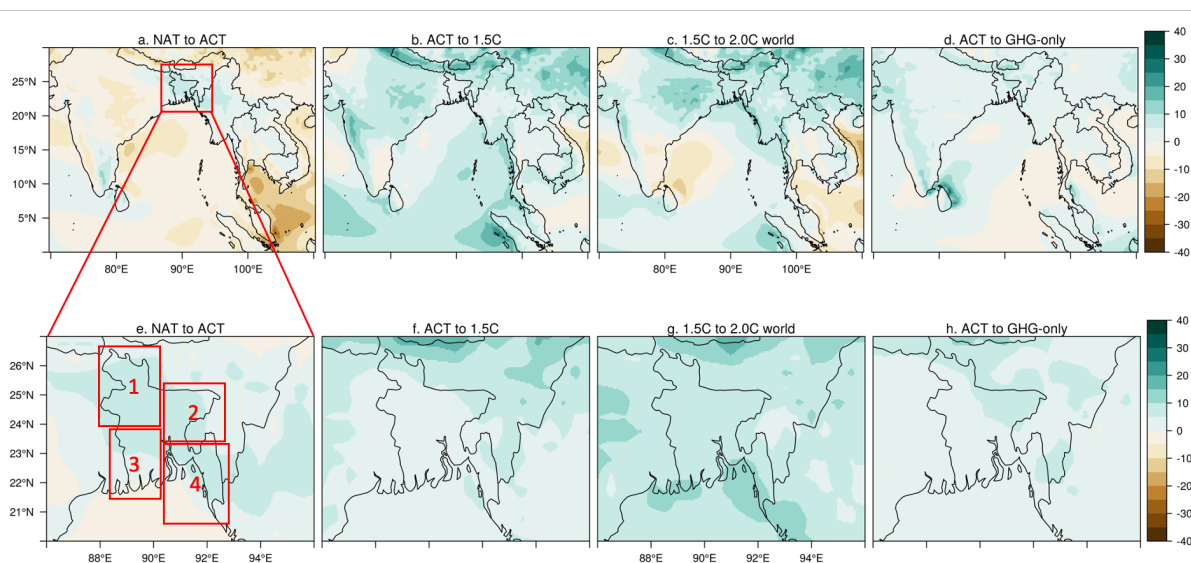 a. NAT to ACT
b. ACT to 1.5C
c. 1.5C to 2.0C world
d. ACT to GHG-only
25°N
20°N
15°N
10°N
5°N
80°E
90°E
100°E
80°E
90°E
100°E
40
30
20
10
0
-10
-20
-30
-40
e. NAT to ACT
f. ACT to 1.5C
g. 1.5C to 2.0C world
h. ACT to GHG-only
26°N
25°N
24°N
23°N
22°N
21°N
1
2
3
4
88°E
90°E
92°E
94°E
88°E
90°E
92°E
94°E
40
30
20
10
0
-10
-20
-30
-40